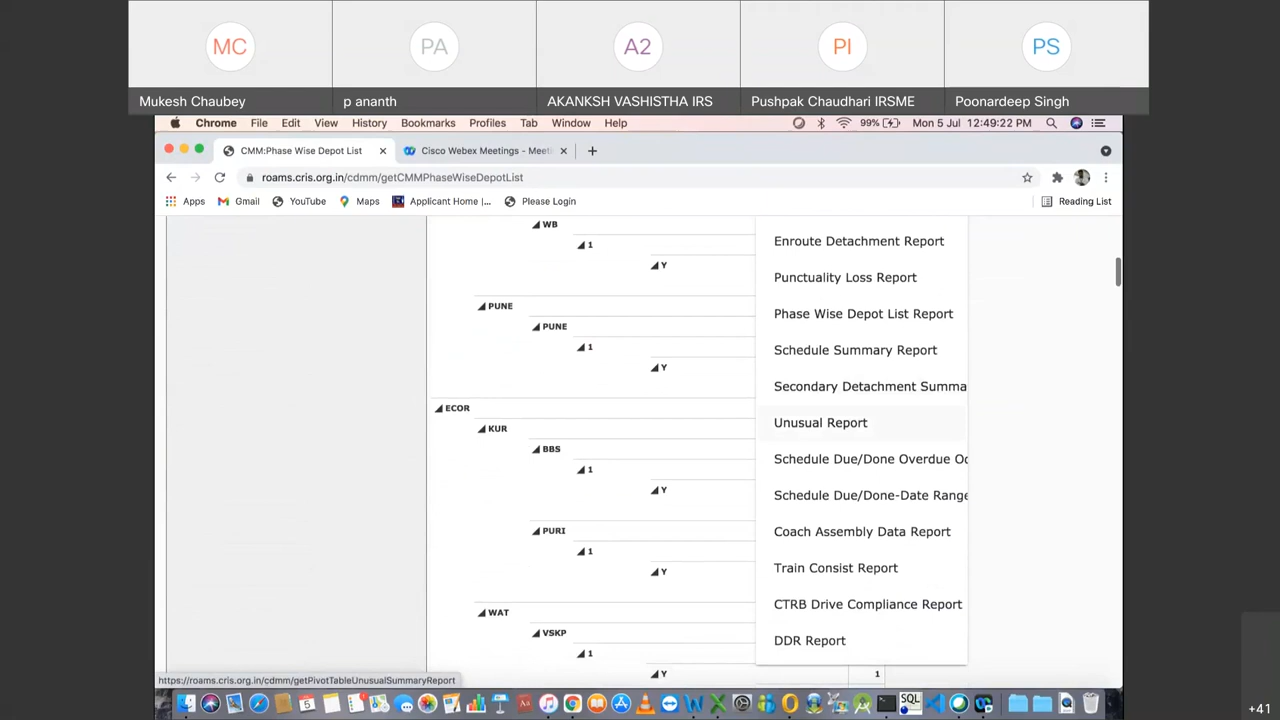 MC
PA
A2
PI
PS
Mukesh Chaubey
p ananth
AKANKSH VASHISTHA IRS
Pushpak Chaudhari IRSME
Poonardeep Singh
Chrome File Edit View History Bookmarks Profiles Tab Window Help 99% Mon 5 Jul 12:49:22 PM
CMM:Phase Wise Depot List
Cisco Webex Meetings - Meeti
roams.cris.org.in/cdmm/getCMMPhaseWiseDepotList
Apps Gmail YouTube Maps Applicant Home |... Please Login Reading List
WB
1
Y
PUNE
PUNE
1
Y
ECOR
KUR
BBS
1
Y
PURI
1
Y
WAT
VSKP
1
Y 1
Enroute Detachment Report
Punctuality Loss Report
Phase Wise Depot List Report
Schedule Summary Report
Secondary Detachment Summa
Unusual Report
Schedule Due/Done Overdue Oc
Schedule Due/Done-Date Range
Coach Assembly Data Report
Train Consist Report
CTRB Drive Compliance Report
DDR Report
https://roams.cris.org.in/cdmm/getPivotTableUnusualSummaryReport
SQL
+41